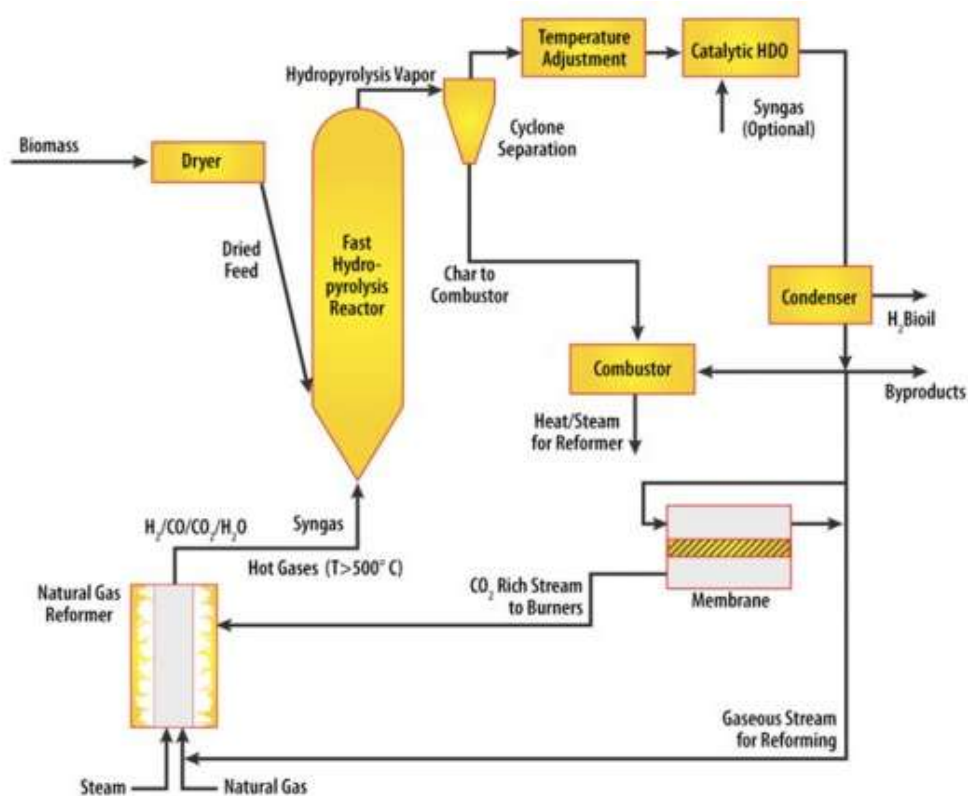 Temperature
Adjustment
Catalytic HDO
Hydropyrolysis Vapor
Syngas
(Optional)
Cyclone
Separation
Biomass
Dryer
Dried
Feed
Fast
Hydro-
pyrolysis
Reactor
Char to
Combustor
Condenser
H₂Bioil
Combustor
Byproducts
Heat/Steam
for Reformer
H₂/CO/CO₂/H₂O
Syngas
Hot Gases (T>500° C)
Natural Gas
Reformer
CO₂ Rich Stream
to Burners
Membrane
Gaseous Stream
for Reforming
Steam
Natural Gas